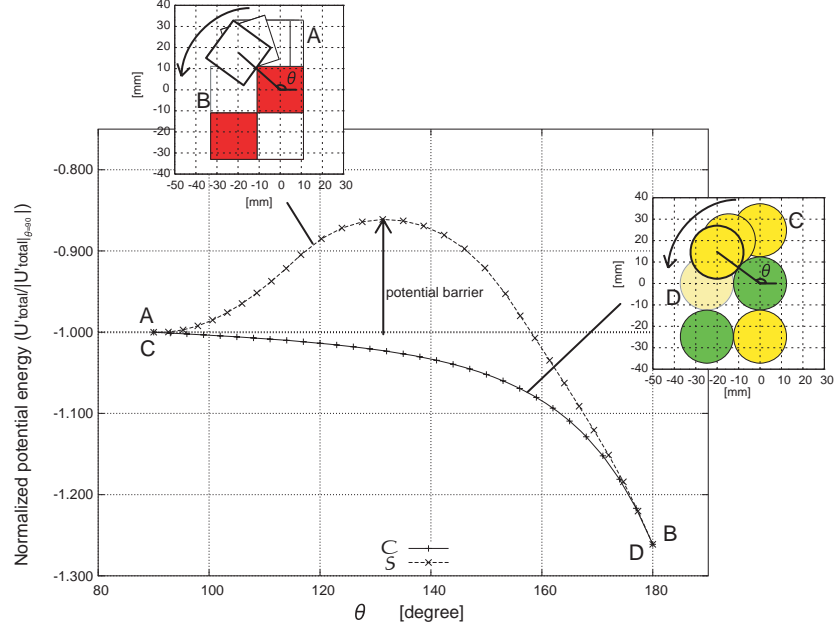 40
30
20
10
0
-10
-20
-30
-40
[mm]
A
B
θ
-50 -40 -30 -20 -10 0 10 20 30
[mm]
40
30
20
10
0
-10
-20
-30
-40
[mm]
C
D
θ
-50 -40 -30 -20 -10 0 10 20 30
[mm]
Normalized potential energy (U'total/|U'total|θ=90|)
-0.800
-0.900
-1.000
-1.100
-1.200
-1.300
A
C
potential barrier
B
D
C
S
80 100 120 140 160 180
θ [degree]